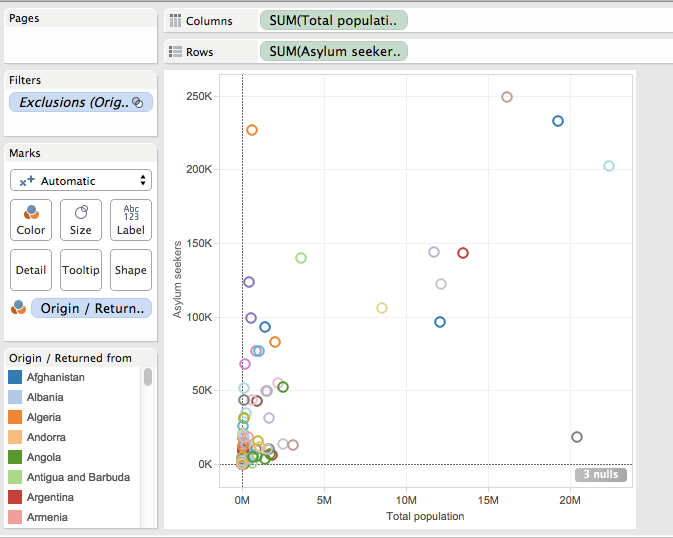 Pages
Columns
SUM(Total populati..
Rows
SUM(Asylum seeker..
Filters
Exclusions (Orig..
Marks
Automatic
Color
Size
Abc
123
Label
Detail
Tooltip
Shape
Origin / Return..
Origin / Returned from
Afghanistan
Albania
Algeria
Andorra
Angola
Antigua and Barbuda
Argentina
Armenia
Asylum seekers
250K
200K
150K
100K
50K
0K
3 nulls
0M
5M
10M
15M
20M
Total population